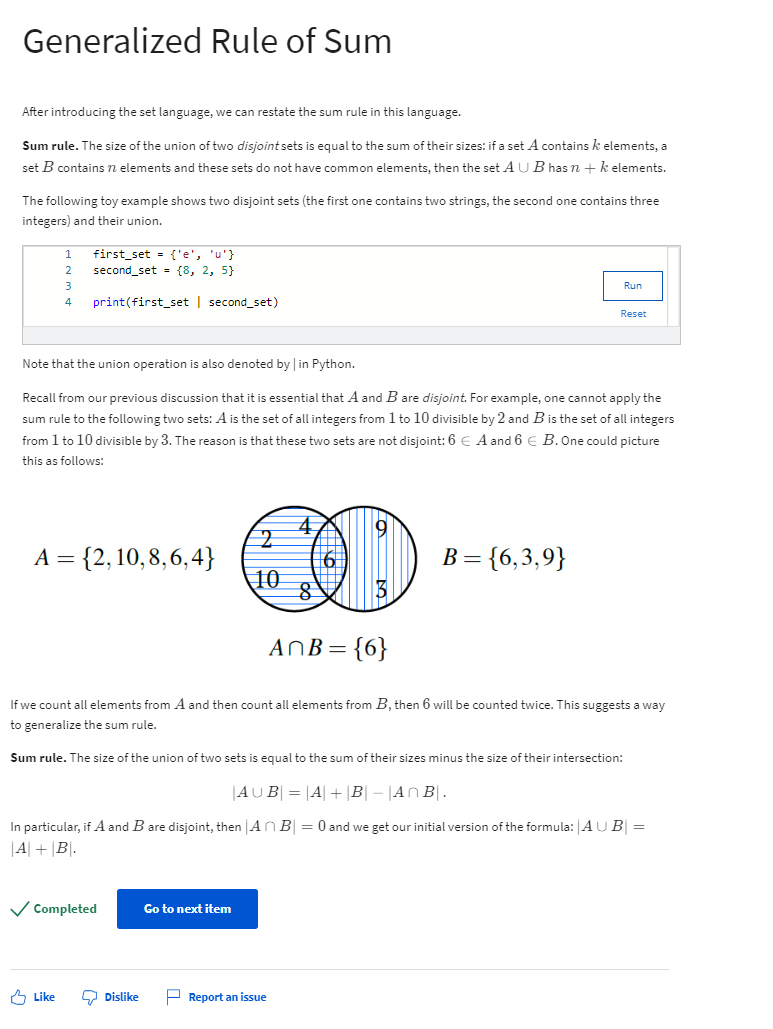 Generalized Rule of Sum
After introducing the set language, we can restate the sum rule in this language.
Sum rule. The size of the union of two disjoint sets is equal to the sum of their sizes: if a set A contains k elements, a
set B contains n elements and these sets do not have common elements, then the set A ∪ B has n + k elements.
The following toy example shows two disjoint sets (the first one contains two strings, the second one contains three
integers) and their union.
1 first_set = {'e', 'u'}
2 second_set = {8, 2, 5}
3
4 print(first_set | second_set)
Run
Reset
Note that the union operation is also denoted by | in Python.
Recall from our previous discussion that it is essential that A and B are disjoint. For example, one cannot apply the
sum rule to the following two sets: A is the set of all integers from 1 to 10 divisible by 2 and B is the set of all integers
from 1 to 10 divisible by 3. The reason is that these two sets are not disjoint: 6 ∈ A and 6 ∈ B. One could picture
this as follows:
A = {2, 10, 8, 6, 4}
2
4
10
8
6
9
3
B = {6, 3, 9}
A∩B = {6}
If we count all elements from A and then count all elements from B, then 6 will be counted twice. This suggests a way
to generalize the sum rule.
Sum rule. The size of the union of two sets is equal to the sum of their sizes minus the size of their intersection:
|A ∪ B| = |A| + |B| − |A ∩ B| .
In particular, if A and B are disjoint, then |A ∩ B| = 0 and we get our initial version of the formula: |A ∪ B| =
|A| + |B|.
Completed
Go to next item
Like
Dislike
Report an issue